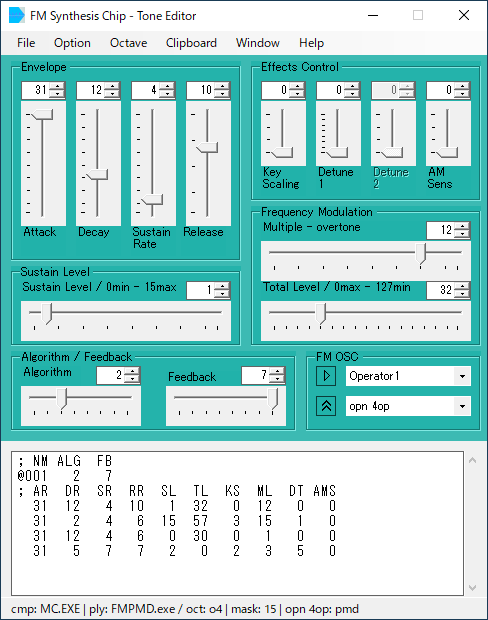 FM Synthesis Chip - Tone Editor
File Option Octave Clipboard Window Help
Envelope
31 12 4 10
Attack Decay Sustain Rate Release
Effects Control
0 0 0 0
Key Scaling Detune 1 Detune 2 AM Sens
Frequency Modulation
Multiple - overtone 12
Total Level / 0max - 127min 32
Sustain Level
Sustain Level / 0min - 15max 1
Algorithm / Feedback
Algorithm 2 Feedback 7
FM OSC
Operator1
opn 4op
; NM ALG FB
@001 2 7
; AR DR SR RR SL TL KS ML DT AMS
31 12 4 10 1 32 0 12 0 0
31 2 4 6 15 57 3 15 1 0
31 12 4 6 0 30 0 1 0 0
31 5 7 7 2 0 2 3 5 0
cmp: MC.EXE | ply: FMPMD.exe / oct: o4 | mask: 15 | opn 4op: pmd